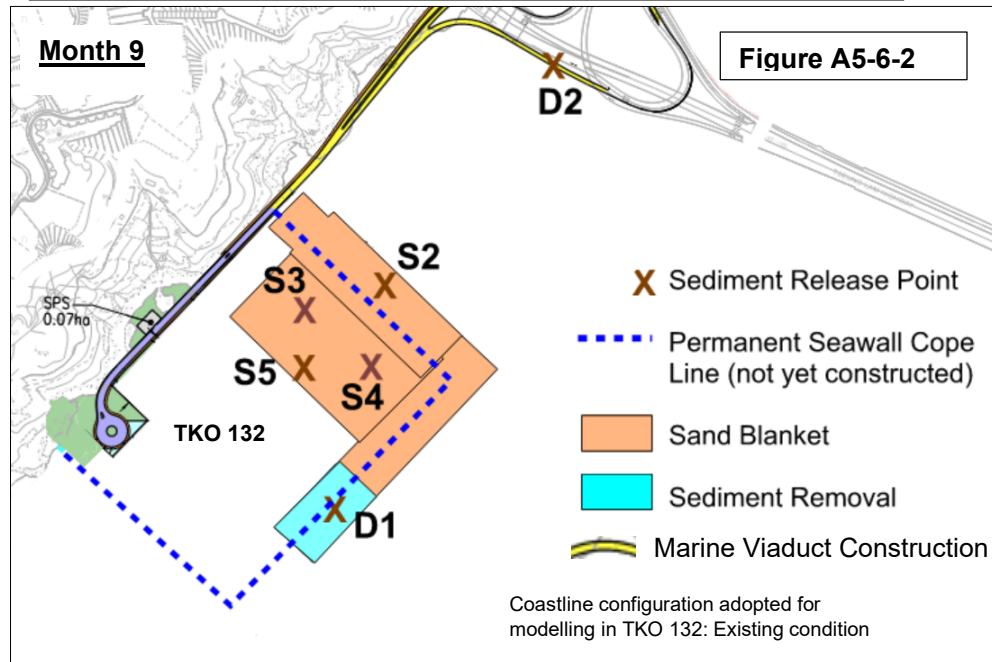 Month 9
Figure A5-6-2
X
D2
S2
S3
X
X
SPS
0.07ha
S5
X
X
S4
TKO 132
X
D1
X Sediment Release Point
Permanent Seawall Cope
Line (not yet constructed)
Sand Blanket
Sediment Removal
Marine Viaduct Construction
Coastline configuration adopted for
modelling in TKO 132: Existing condition